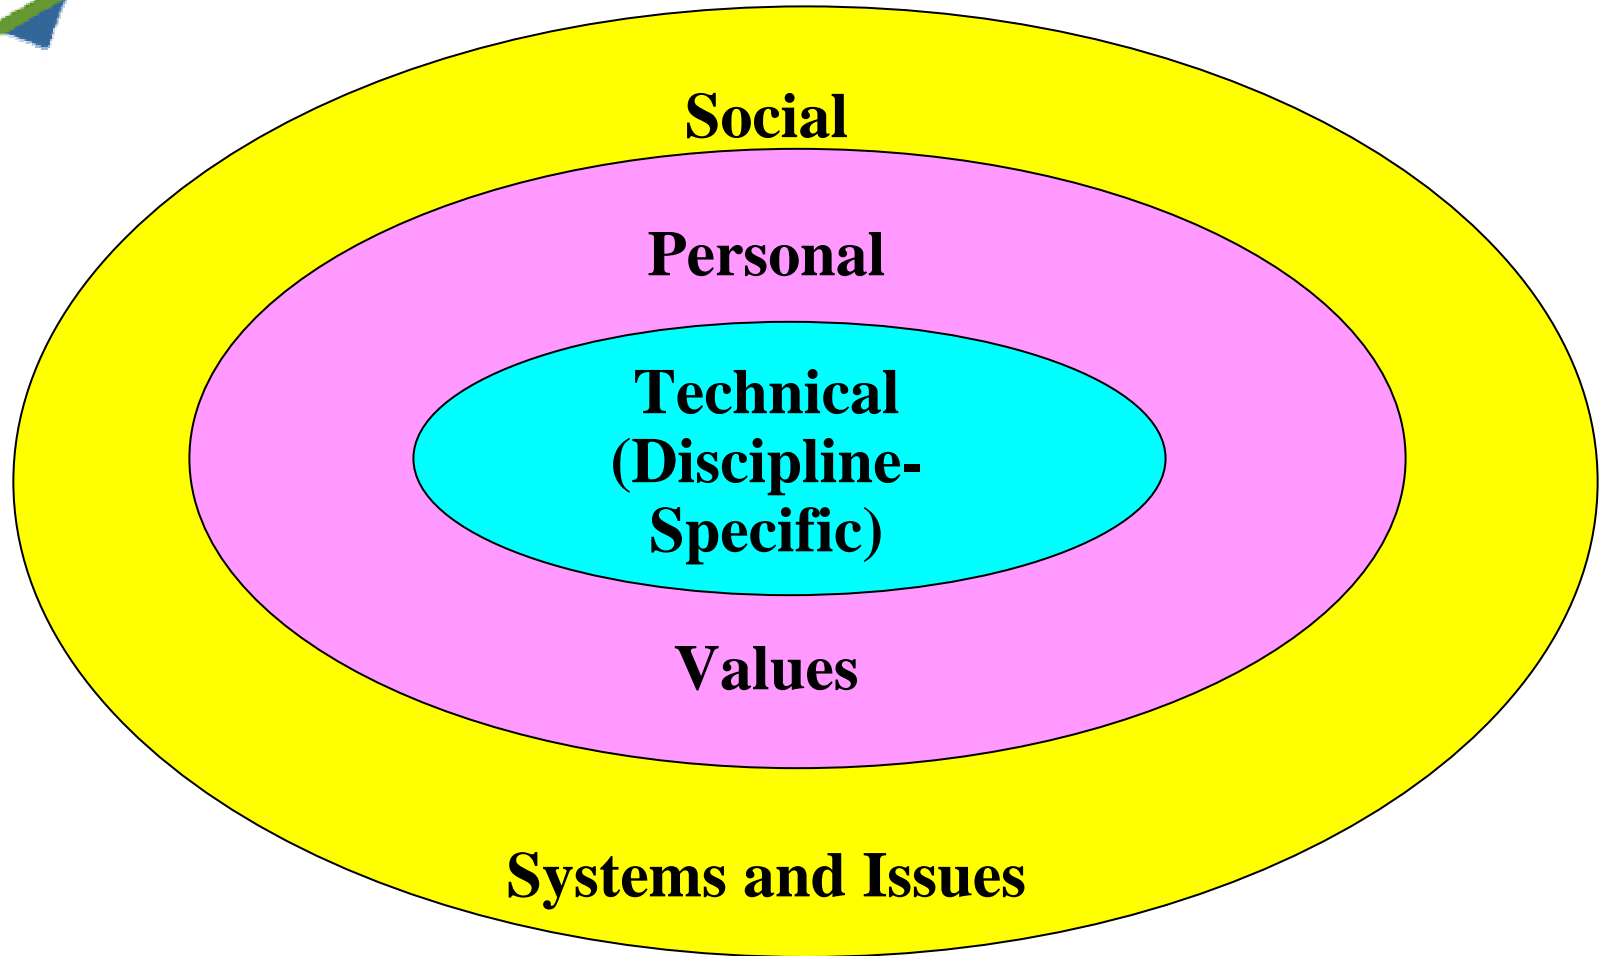 Social
Personal
Technical
(Discipline-
Specific)
Values
Systems and Issues